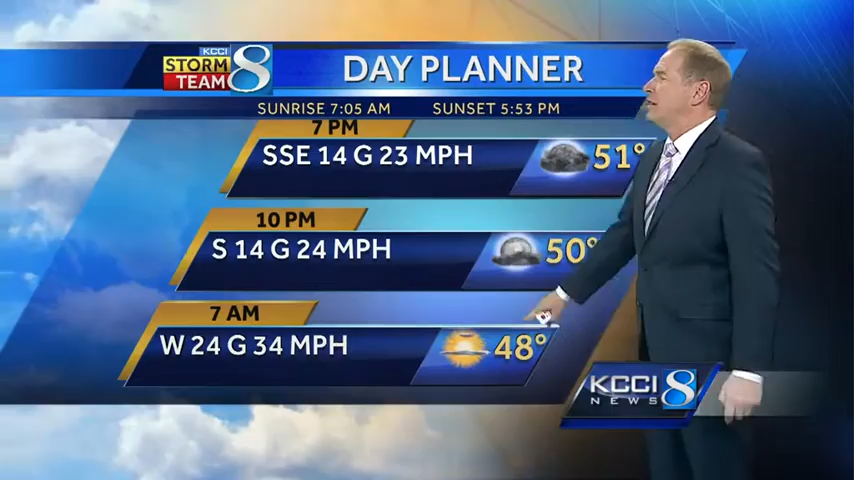 KCCI
STORM
TEAM 8
DAY PLANNER
SUNRISE 7:05 AM SUNSET 5:53 PM
7 PM
SSE 14 G 23 MPH 51°
10 PM
S 14 G 24 MPH 50°
7 AM
W 24 G 34 MPH 48°
KCCI 8
NEWS